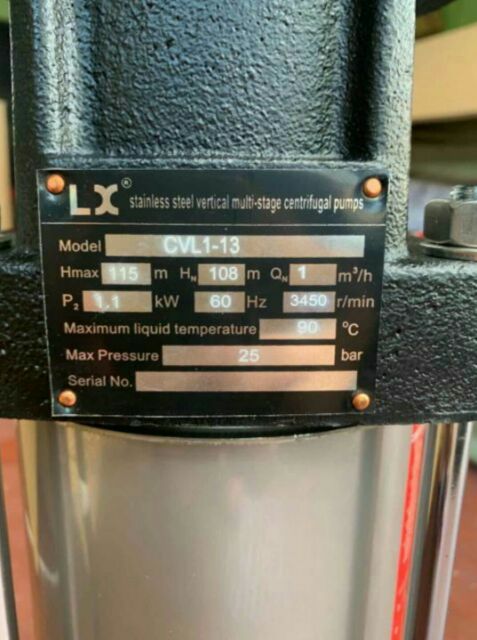 LX® stainless steel vertical multi-stage centrifugal pumps
Model CVL1-13
Hmax 115 m HN 108 m QN 1 m³/h
P2 1.1 kW 60 Hz 3450 r/min
Maximum liquid temperature 90 °C
Max Pressure 25 bar
Serial No.